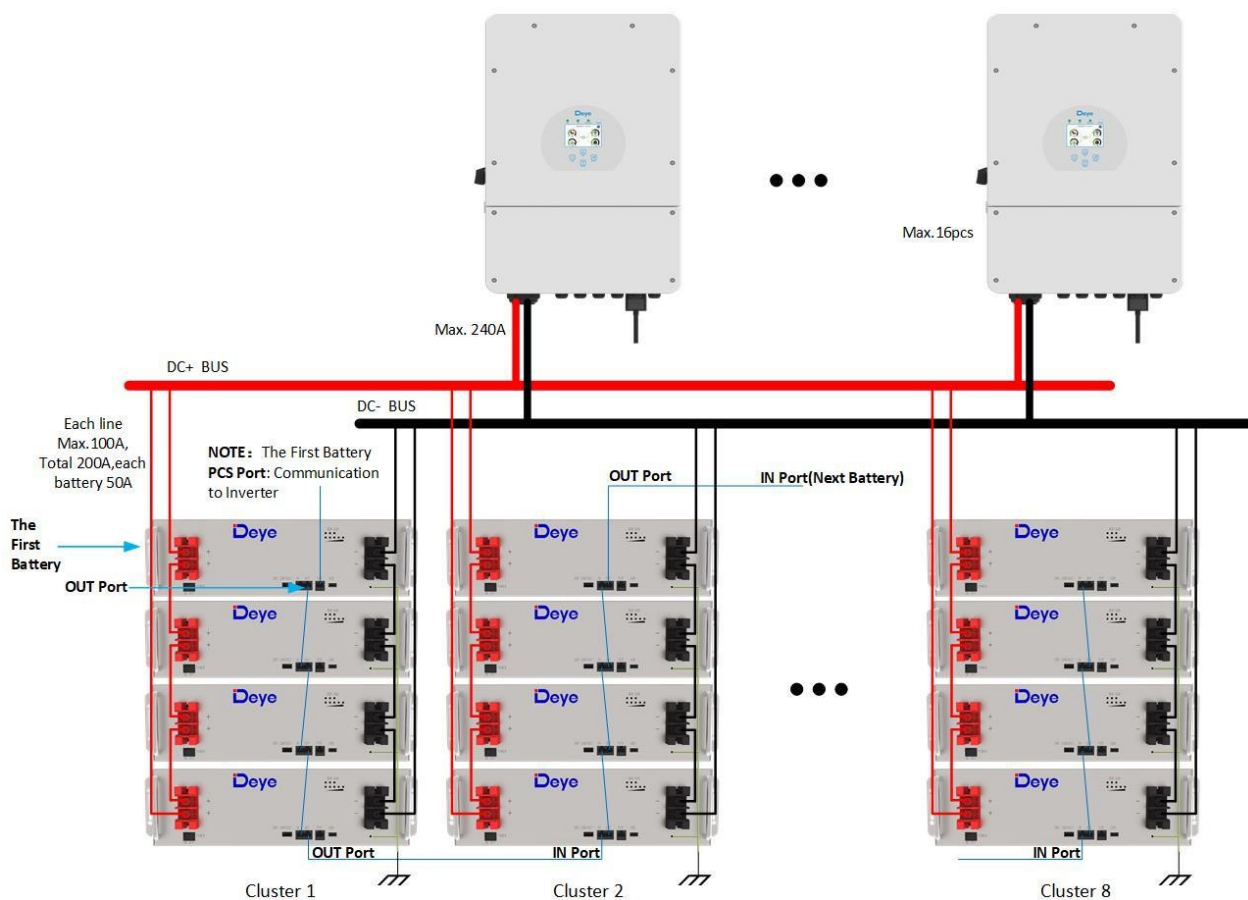 Deye
Deye
Max.16pcs
Max. 240A
DC+ BUS
DC- BUS
Each line
Max.100A,
Total 200A,each
battery 50A
NOTE: The First Battery
PCS Port: Communication
to Inverter
OUT Port
IN Port(Next Battery)
The
First
Battery
OUT Port
Deye
Deye
Deye
Deye
Deye
Deye
Deye
Deye
Deye
Deye
Deye
Deye
OUT Port
IN Port
IN Port
Cluster 1
Cluster 2
Cluster 8